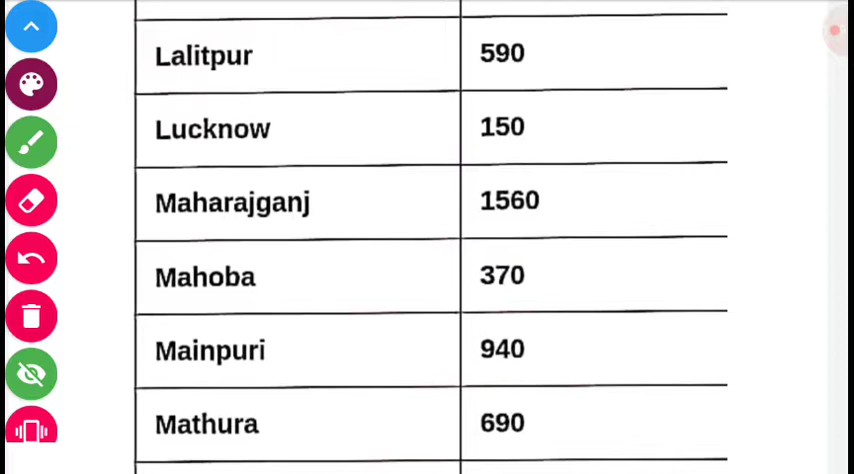 Lalitpur 590
Lucknow 150
Maharajganj 1560
Mahoba 370
Mainpuri 940
Mathura 690